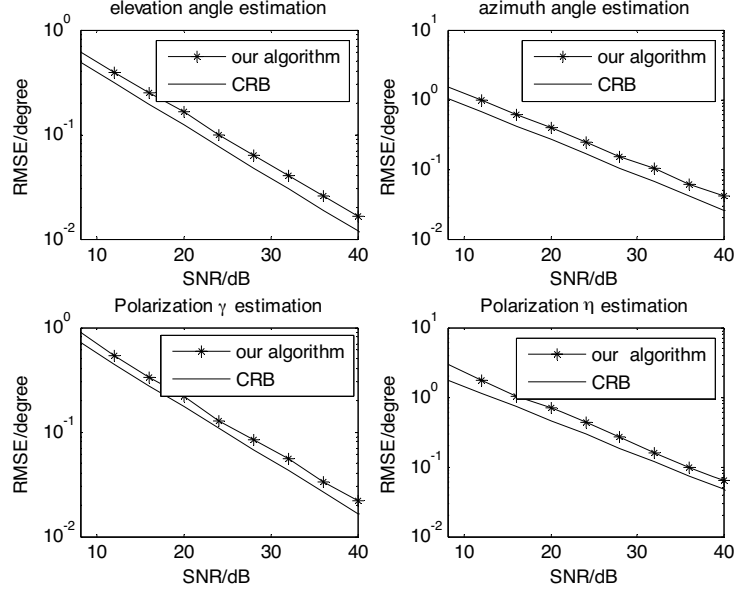 elevation angle estimation
10^0
10^-1
10^-2
RMSE/degree
our algorithm
CRB
10
20
30
40
SNR/dB
azimuth angle estimation
10^1
10^0
10^-1
10^-2
RMSE/degree
our algorithm
CRB
10
20
30
40
SNR/dB
Polarization γ estimation
10^0
10^-1
10^-2
RMSE/degree
our algorithm
CRB
10
20
30
40
SNR/dB
Polarization η estimation
10^1
10^0
10^-1
10^-2
RMSE/degree
our algorithm
CRB
10
20
30
40
SNR/dB